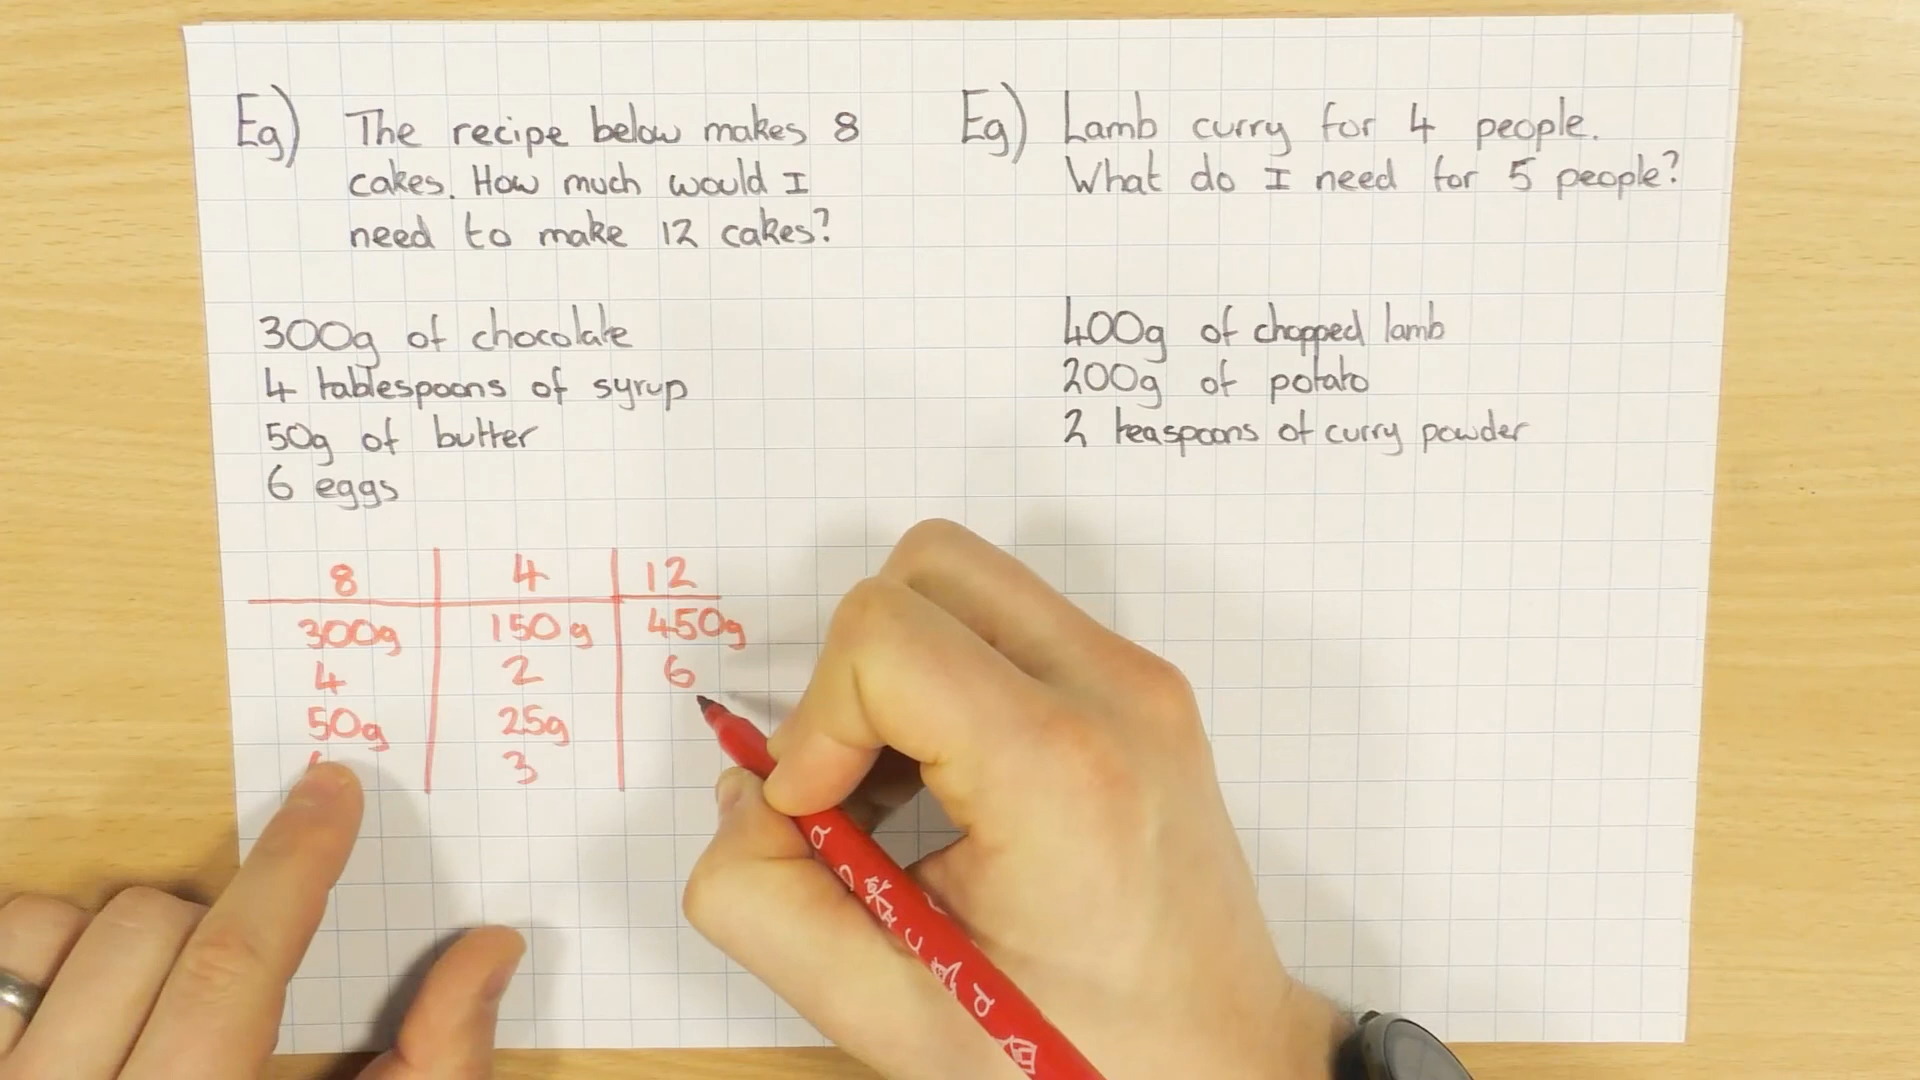 Eg) The recipe below makes 8
cakes. How much would I
need to make 12 cakes?
300g of chocolate
4 tablespoons of syrup
50g of butter
6 eggs
8 4 12
300g 150g 450g
4 2 6
50g 25g
3
Eg) Lamb curry for 4 people.
What do I need for 5 people?
400g of chopped lamb
200g of potato
2 teaspoons of curry powder